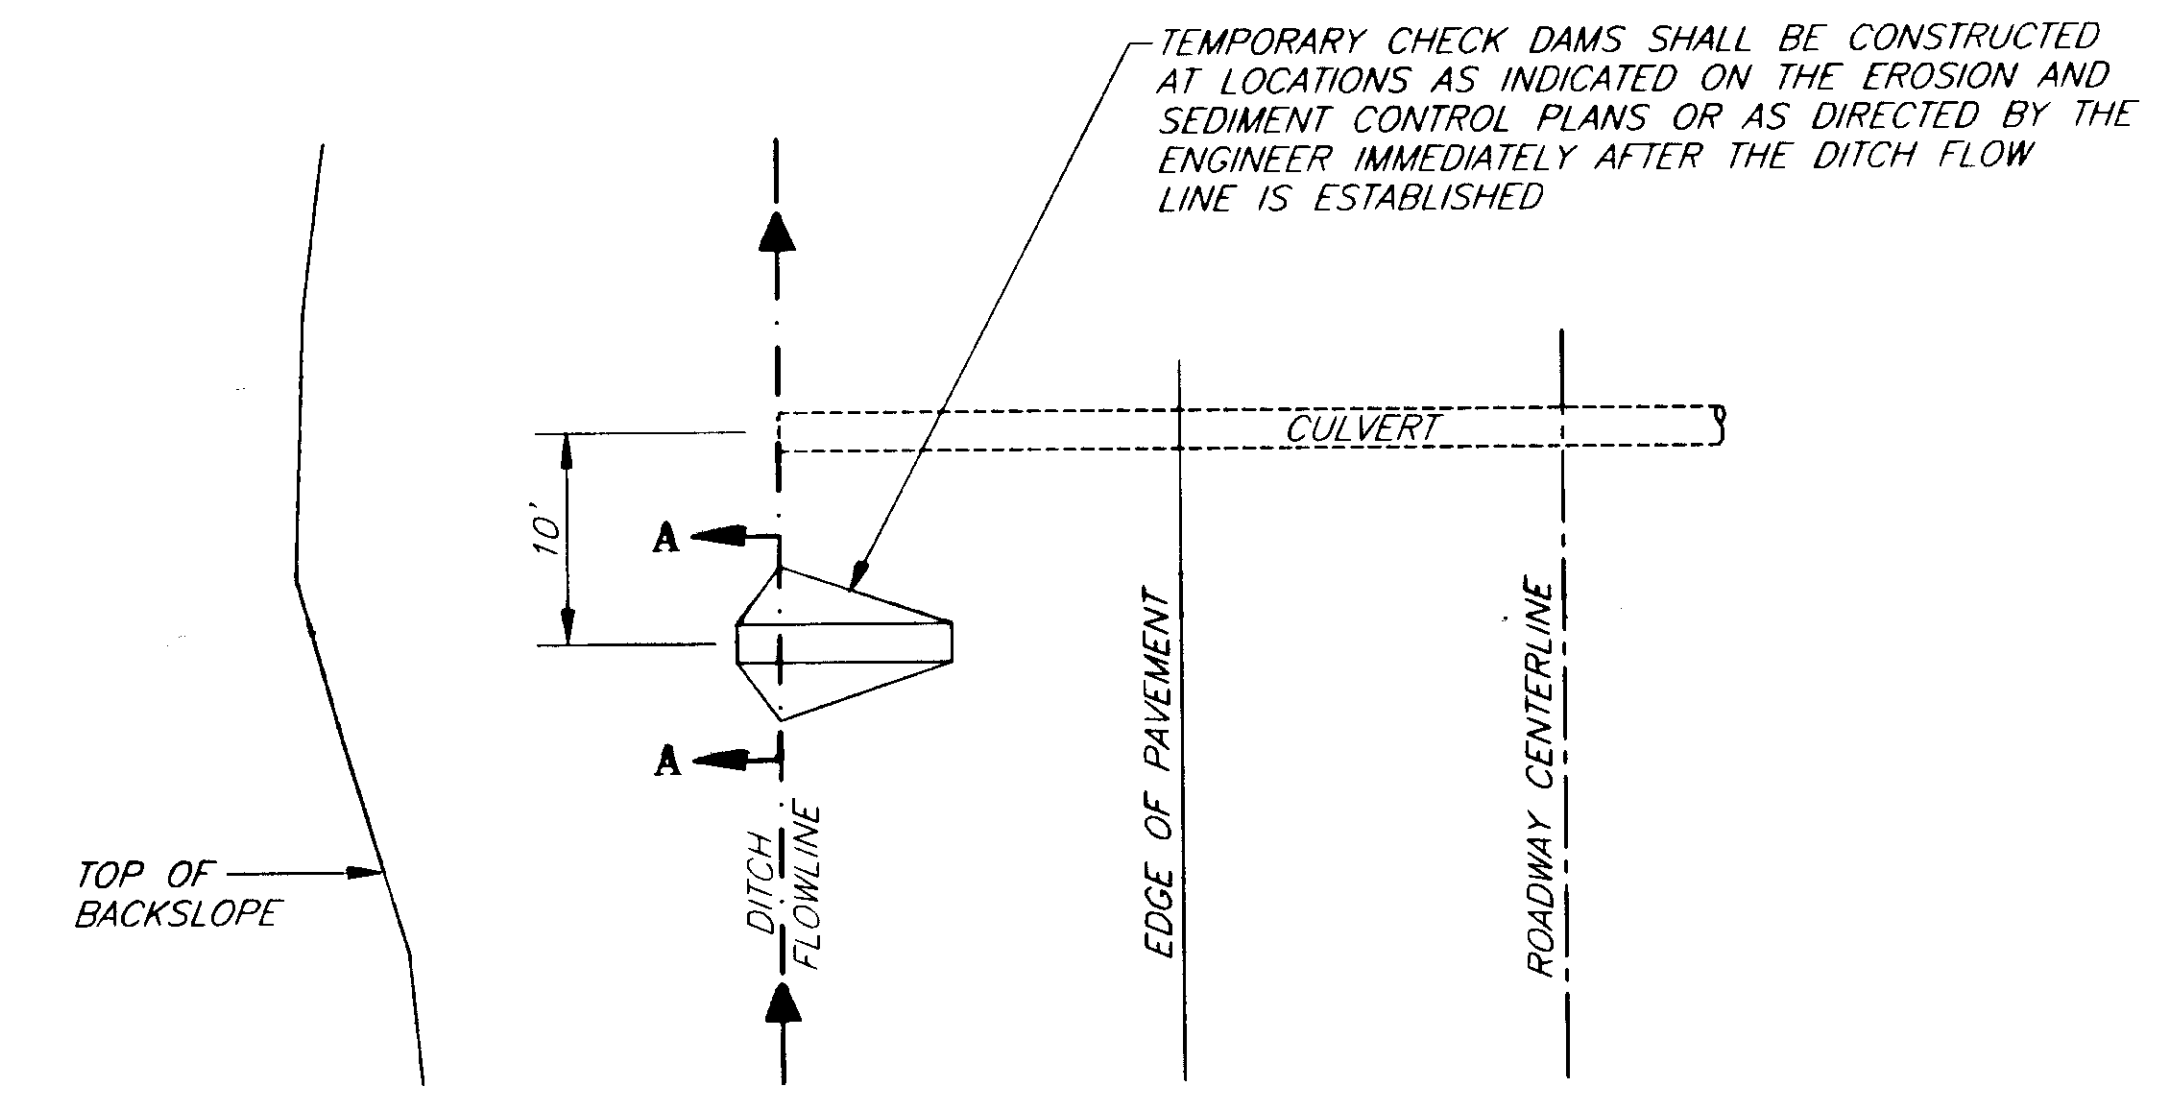 TEMPORARY CHECK DAMS SHALL BE CONSTRUCTED
AT LOCATIONS AS INDICATED ON THE EROSION AND
SEDIMENT CONTROL PLANS OR AS DIRECTED BY THE
ENGINEER IMMEDIATELY AFTER THE DITCH FLOW
LINE IS ESTABLISHED
CULVERT
10'
A
A
DITCH
FLOWLINE
EDGE OF PAVEMENT
ROADWAY CENTERLINE
TOP OF
BACKSLOPE